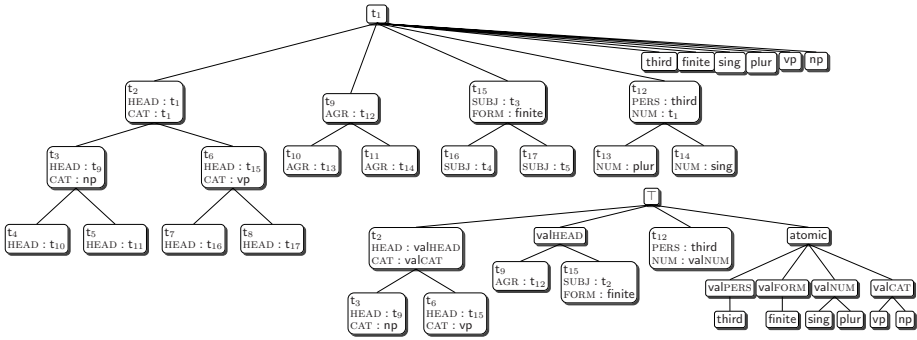 t₁
third finite sing plur vp np
t₂
HEAD : t₁
CAT : t₁
t₉
AGR : t₁₂
t₁₅
SUBJ : t₃
FORM : finite
t₁₂
PERS : third
NUM : t₁
t₃
HEAD : t₉
CAT : np
t₆
HEAD : t₁₅
CAT : vp
t₁₀
AGR : t₁₃
t₁₁
AGR : t₁₄
t₁₆
SUBJ : t₄
t₁₇
SUBJ : t₅
t₁₃
NUM : plur
t₁₄
NUM : sing
t₄
HEAD : t₁₀
t₅
HEAD : t₁₁
t₇
HEAD : t₁₆
t₈
HEAD : t₁₇
⊤
t₂
HEAD : valHEAD
CAT : valCAT
valHEAD
t₁₂
PERS : third
NUM : valNUM
atomic
t₉
AGR : t₁₂
t₁₅
SUBJ : t₂
FORM : finite
valPERS valFORM valNUM valCAT
t₃
HEAD : t₉
CAT : np
t₆
HEAD : t₁₅
CAT : vp
third finite sing plur vp np